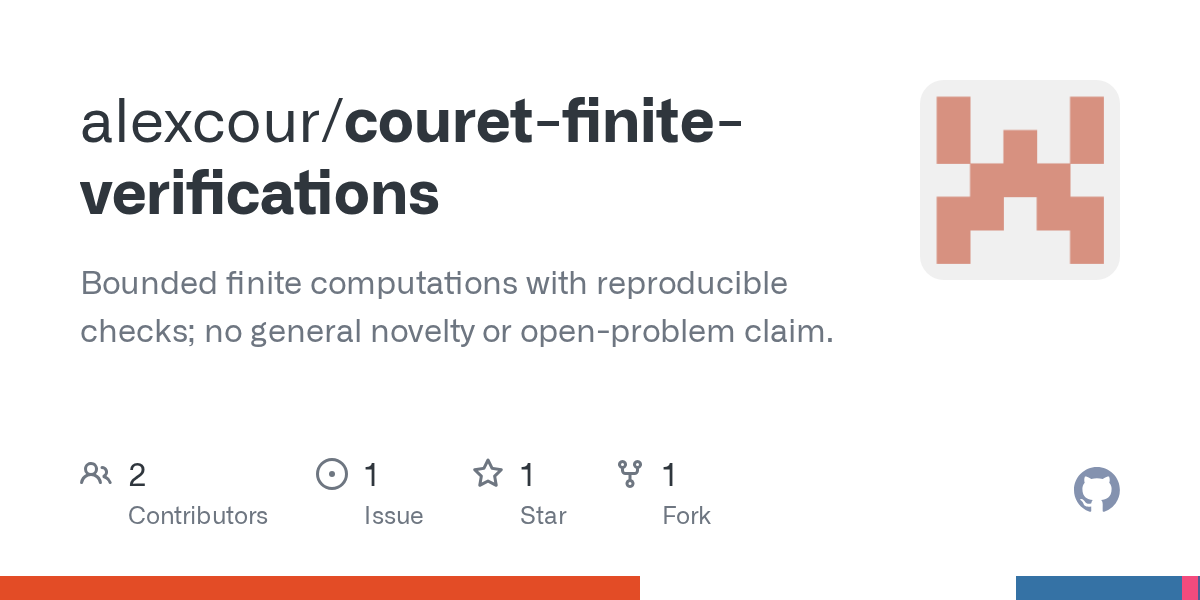 alexcour/couret-finite-
verifications
Bounded finite computations with reproducible
checks; no general novelty or open-problem claim.
2 1 1 1
Contributors Issue Star Fork